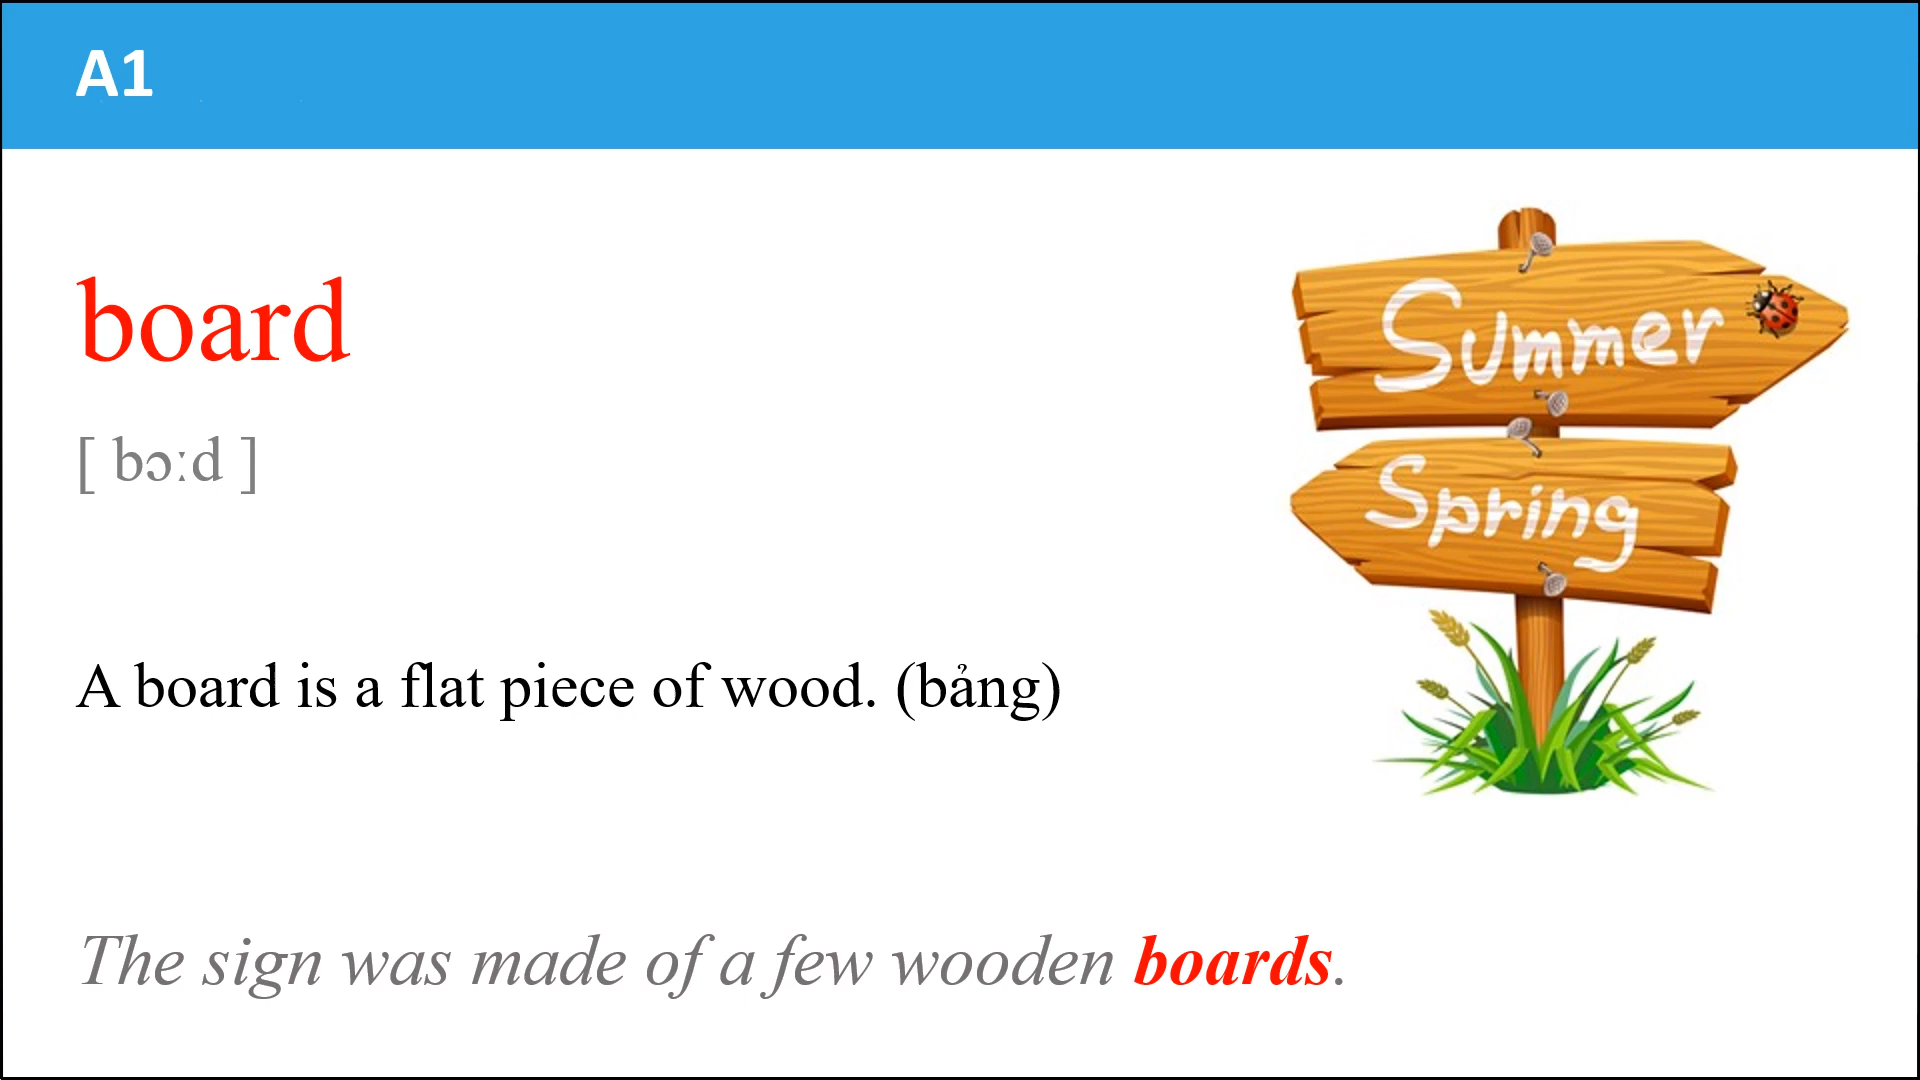 A1
board
[ bɔːd ]
Summer
Spring
A board is a flat piece of wood. (bảng)
The sign was made of a few wooden boards.